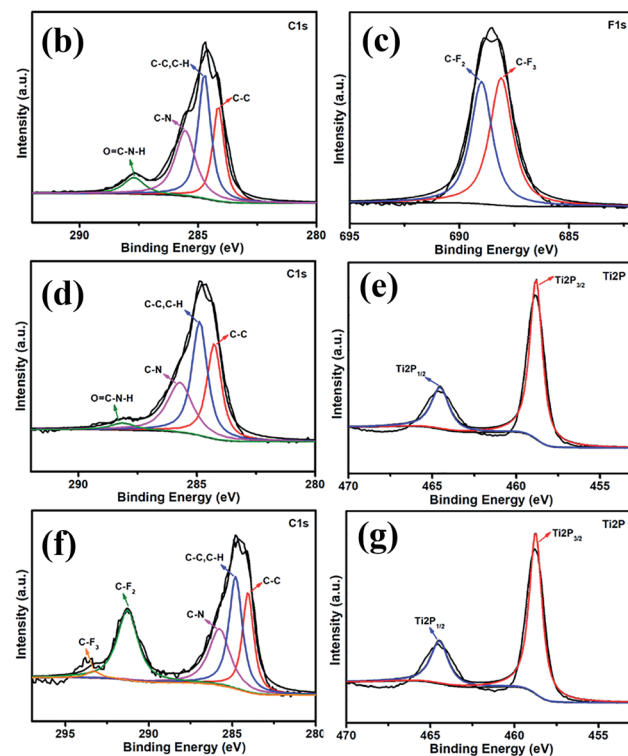 (b)
C1s
C-C,C-H
C-C
C-N
O=C-N-H
Intensity (a.u.)
290 285 280
Binding Energy (eV)
(c)
F1s
C-F2
C-F3
Intensity (a.u.)
695 690 685
Binding Energy (eV)
(d)
C1s
C-C,C-H
C-C
C-N
O=C-N-H
Intensity (a.u.)
290 285 280
Binding Energy (eV)
(e)
Ti2P
Ti2P3/2
Ti2P1/2
Intensity (a.u.)
470 465 460 455
Binding Energy (eV)
(f)
C1s
C-C,C-H
C-F2
C-C
C-N
C-F3
Intensity (a.u.)
295 290 285 280
Binding Energy (eV)
(g)
Ti2P
Ti2P3/2
Ti2P1/2
Intensity (a.u.)
470 465 460 455
Binding Energy (eV)